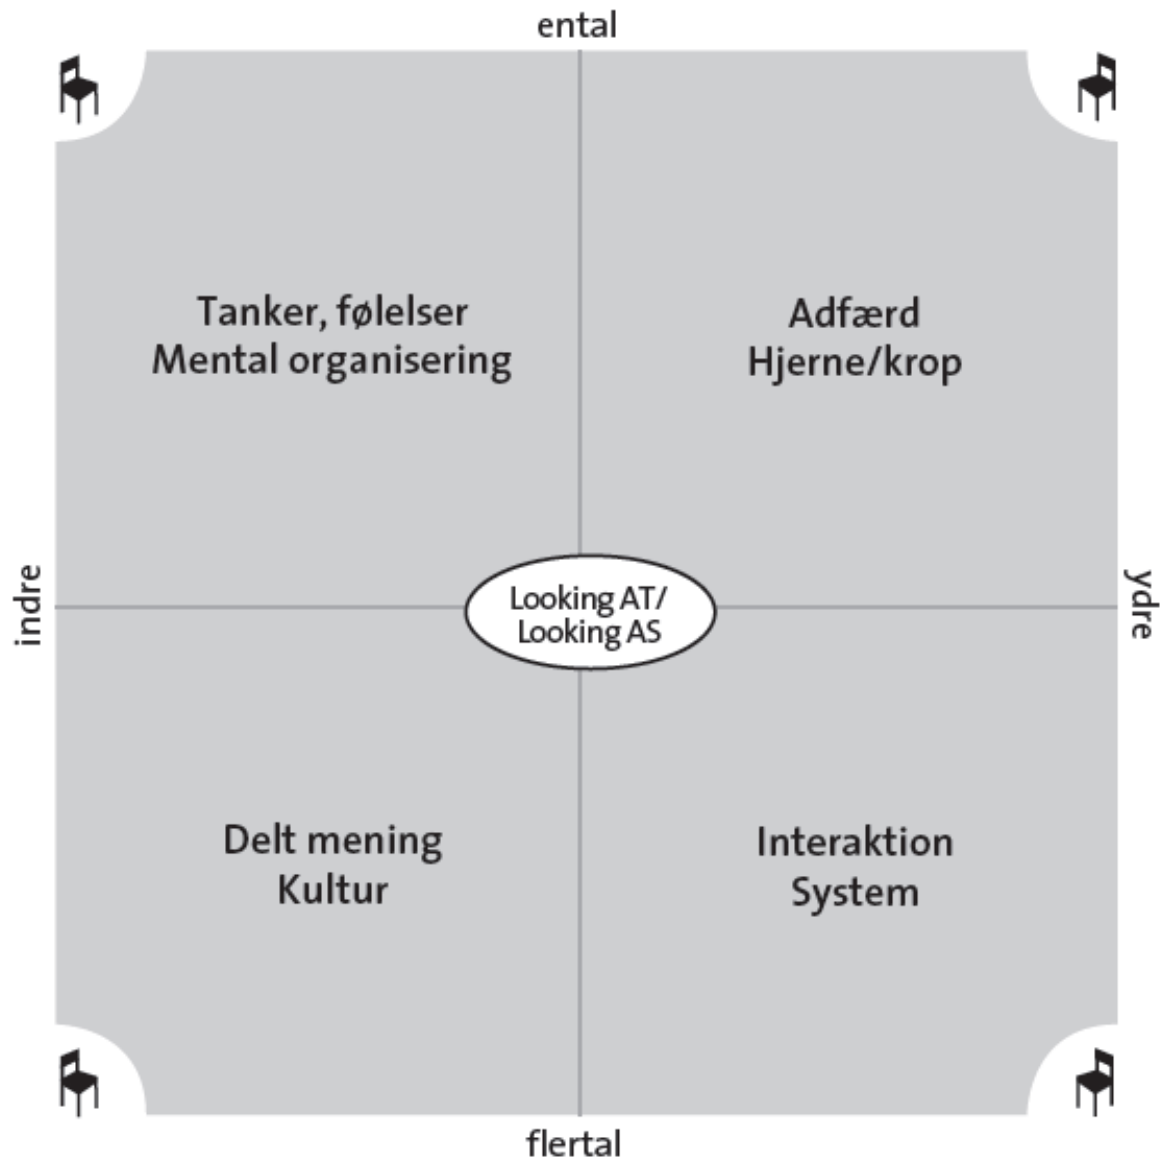 ental
Tanker, følelser
Mental organisering
Adfærd
Hjerne/krop
indre
Looking AT/
Looking AS
ydre
Delt mening
Kultur
Interaktion
System
flertal